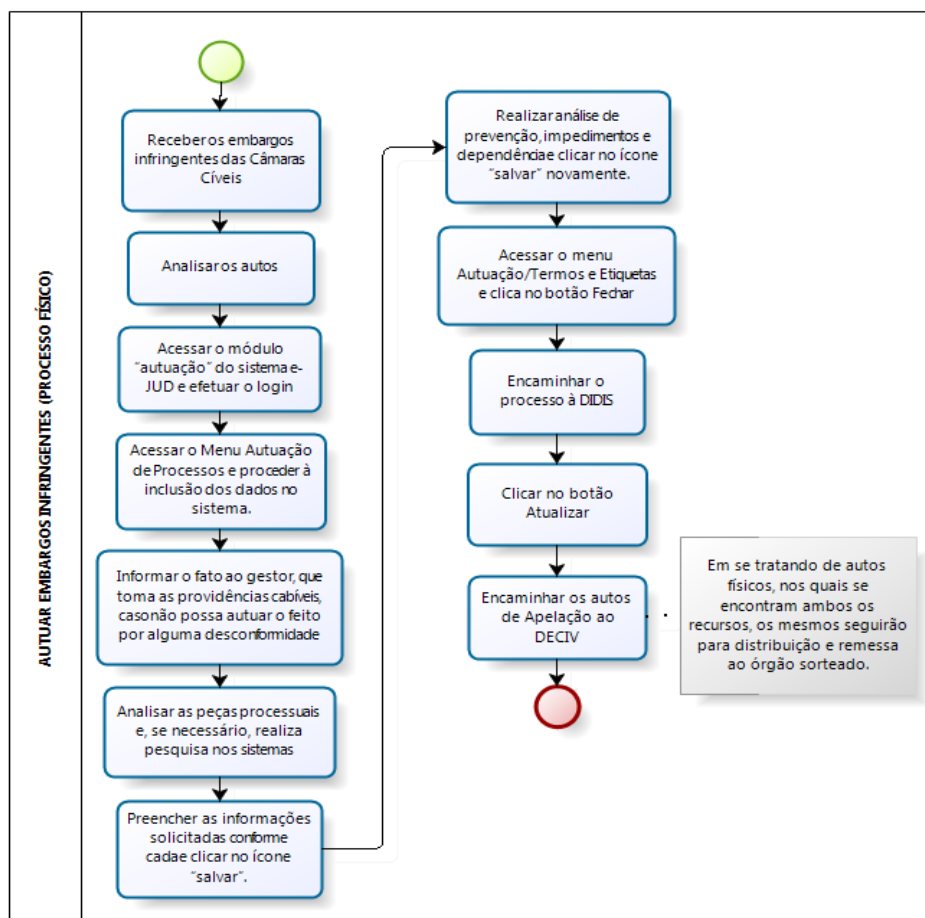 AUTUAR EMBARGOS INFRINGENTES (PROCESSO FÍSICO)
Receber os embargos
infringentes das Câmaras
Cíveis
Analisar os autos
Acessar o módulo
“autuação” do sistema e-
JUD e efetuar o login
Acessar o Menu Autuação
de Processos e proceder à
inclusão dos dados no
sistema.
Informar o fato ao gestor, que
toma as providências cabíveis,
casonão possa autuar o feito
por alguma desconformidade
Analisar as peças processuais
e, se necessário, realiza
pesquisa nos sistemas
Preencher as informações
solicitadas conforme
cadae clicar no ícone
“salvar”.
Realizar análise de
prevenção, impedimentos e
dependênciae clicar no ícone
“salvar” novamente.
Acessar o menu
Autuação/Termos e Etiquetas
e clica no botão Fechar
Encaminhar o
processo à DIDIS
Clicar no botão
Atualizar
Encaminhar os autos
de Apelação ao
DECIV
Em se tratando de autos
físicos, nos quais se
encontram ambos os
recursos, os mesmos seguirão
para distribuição e remessa
ao órgão sorteado.